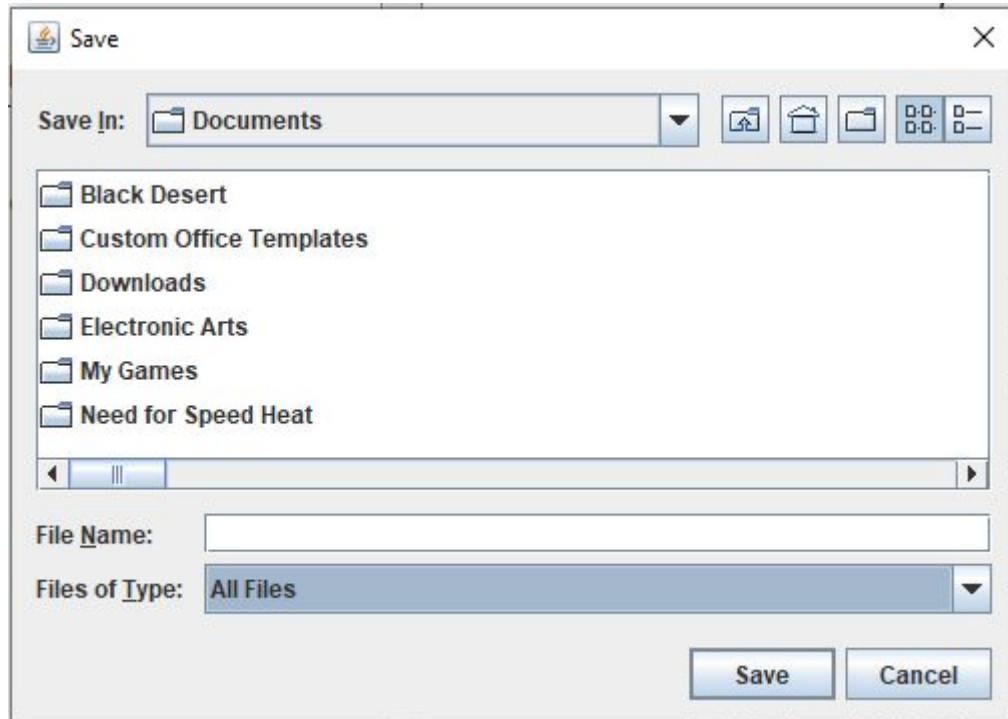 Save
Save In: Documents
Black Desert
Custom Office Templates
Downloads
Electronic Arts
My Games
Need for Speed Heat
File Name:
Files of Type: All Files
Save Cancel